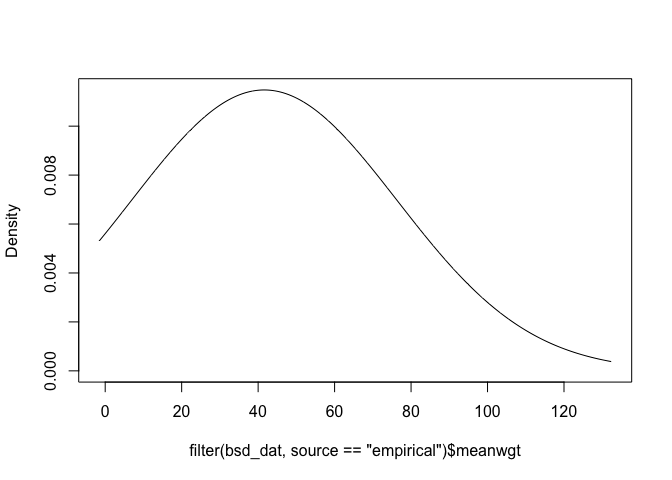 Density
0.008
0.004
0.000
0 20 40 60 80 100 120
filter(bsd_dat, source == "empirical")$meanwgt